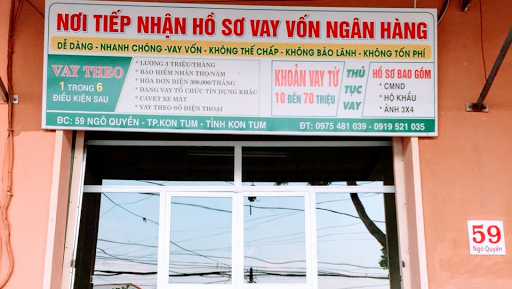 NƠI TIẾP NHẬN HỒ SƠ VAY VỐN NGÂN HÀNG
DỄ DÀNG - NHANH CHÓNG -VAY VỐN - KHÔNG THẾ CHẤP - KHÔNG BẢO LÃNH - KHÔNG TỐN PHÍ
VAY THEO
1 TRONG 6
ĐIỀU KIỆN SAU
* LƯƠNG 3 TRIỆU/THÁNG
* BẢO HIỂM NHÂN THỌ/NĂM
* HÓA ĐƠN ĐIỆN 300,000/THÁNG
* ĐANG VAY TỔ CHỨC TÍN DỤNG KHÁC
* CAVET XE MÁY
* VAY THEO SỐ ĐIỆN THOẠI
KHOẢN VAY TỪ
10 ĐẾN 70 TRIỆU
THỦ
TỤC
VAY
HỒ SƠ BAO GỒM
* CMND
* HỘ KHẨU
* ẢNH 3X4
ĐC: 59 NGÔ QUYỀN - TP.KON TUM - TỈNH KON TUM
ĐT: 0975 481 039 - 0919 521 035
59
Ngô Quyền